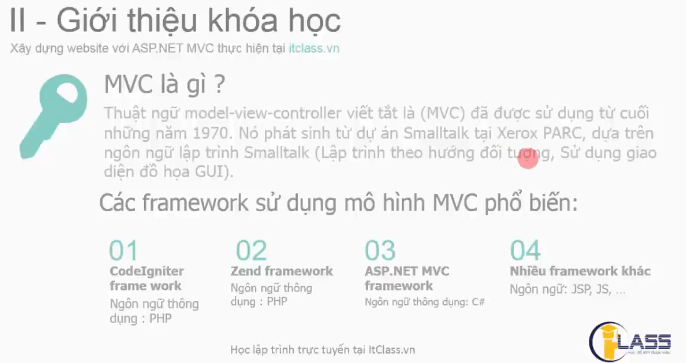 II - Giới thiệu khóa học
Xây dựng website với ASP.NET MVC thực hiện tại itclass.vn
MVC là gì ?
Thuật ngữ model-view-controller viết tắt là (MVC) đã được sử dụng từ cuối
những năm 1970. Nó phát sinh từ dự án Smalltalk tại Xerox PARC, dựa trên
ngôn ngữ lập trình Smalltalk (Lập trình theo hướng đối tượng, Sử dụng giao
diện đồ họa GUI).
Các framework sử dụng mô hình MVC phổ biến:
01
CodeIgniter
frame work
Ngôn ngữ thông
dụng : PHP
02
Zend framework
Ngôn ngữ thông
dụng : PHP
03
ASP.NET MVC
framework
Ngôn ngữ thông dụng: C#
04
Nhiều framework khác
Ngôn ngữ: JSP, JS, ...
Học lập trình trực tuyến tại ItClass.vn
LASS